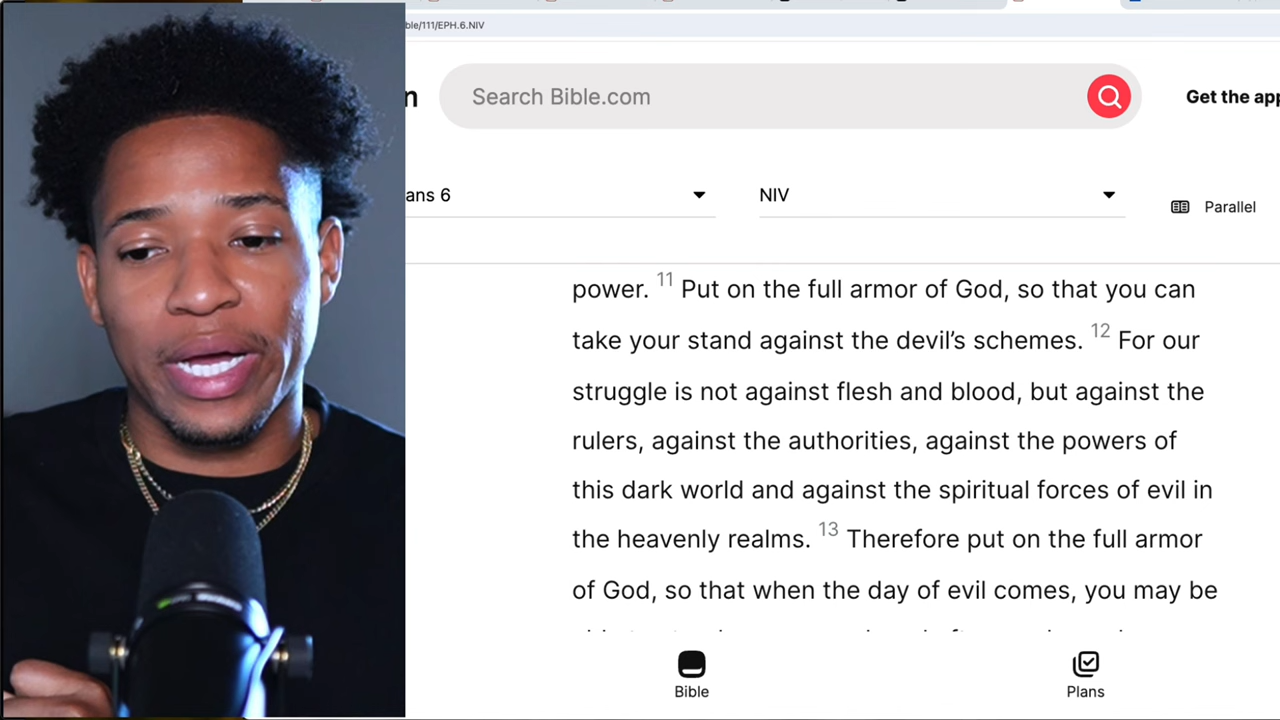 ble/111/EPH.6.NIV
n
Search Bible.com
Get the app
ans 6
NIV
Parallel
power. 11 Put on the full armor of God, so that you can
take your stand against the devil’s schemes. 12 For our
struggle is not against flesh and blood, but against the
rulers, against the authorities, against the powers of
this dark world and against the spiritual forces of evil in
the heavenly realms. 13 Therefore put on the full armor
of God, so that when the day of evil comes, you may be
Bible
Plans